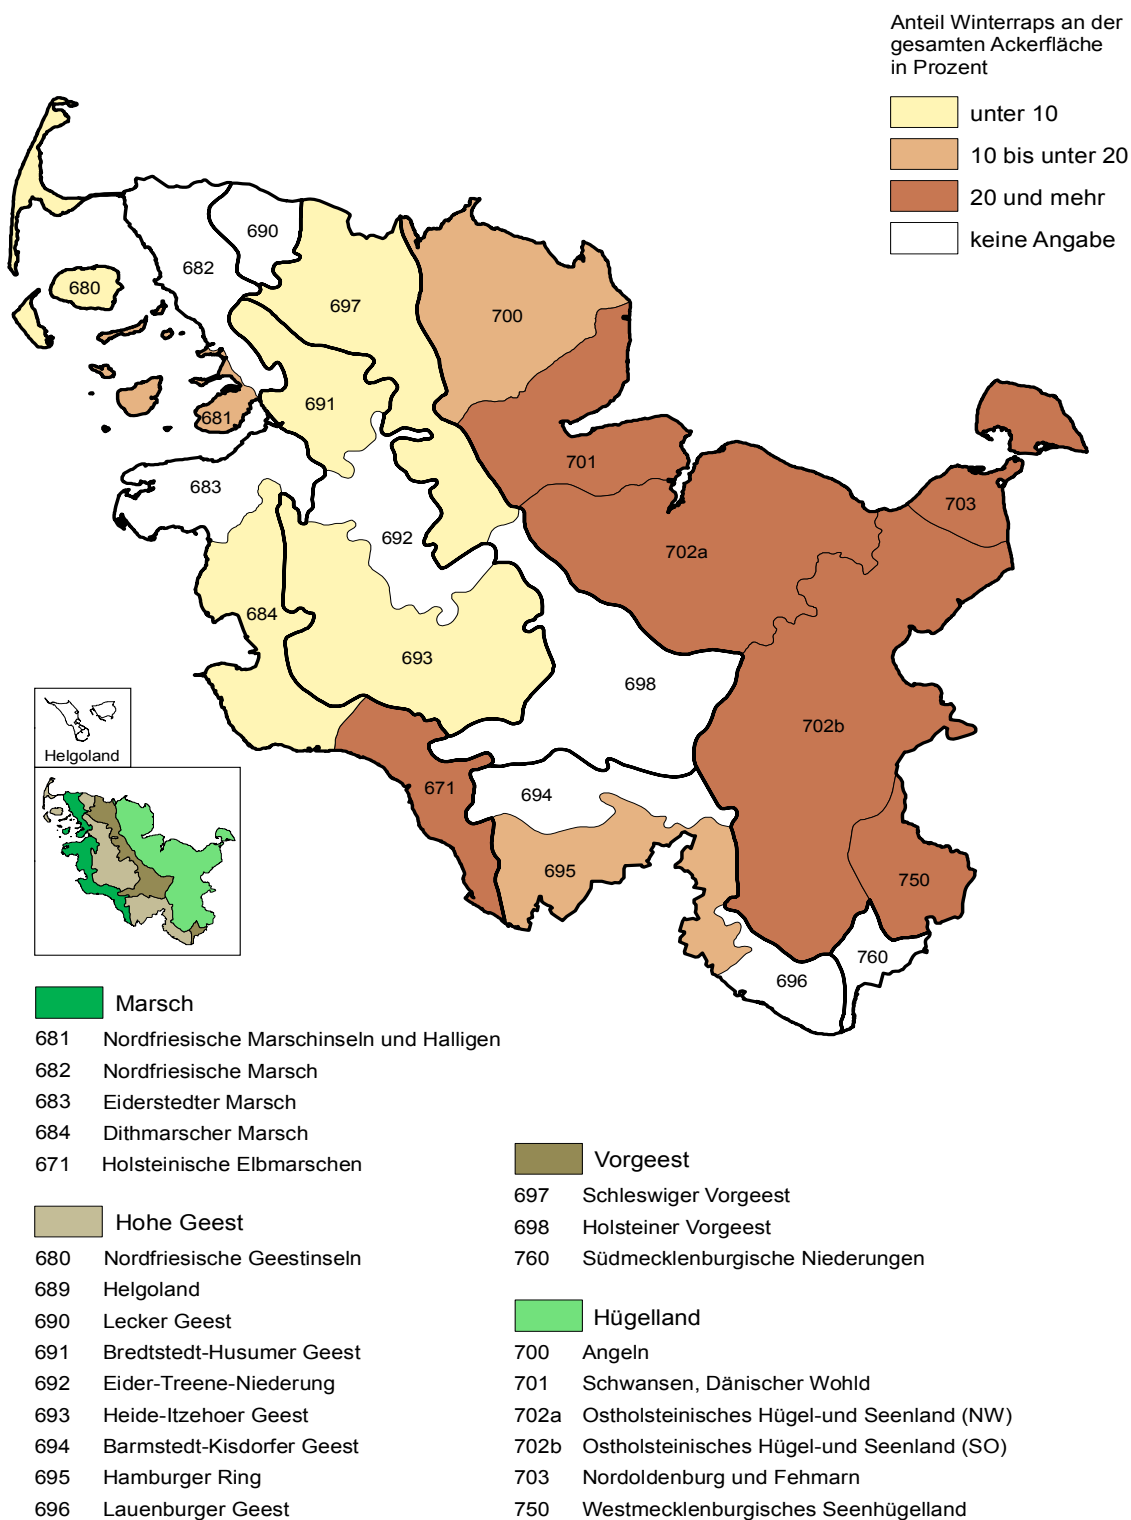 Anteil Winterraps an der
gesamten Ackerfläche
in Prozent
unter 10
10 bis unter 20
20 und mehr
keine Angabe
690
682
680
697
700
691
681
701
683
703
692
702a
684
693
698
702b
Helgoland
671
694
695
750
760
696
Marsch
681 Nordfriesische Marschinseln und Halligen
682 Nordfriesische Marsch
683 Eiderstedter Marsch
684 Dithmarscher Marsch
671 Holsteinische Elbmarschen
Hohe Geest
680 Nordfriesische Geestinseln
689 Helgoland
690 Lecker Geest
691 Bredtstedt-Husumer Geest
692 Eider-Treene-Niederung
693 Heide-Itzehoer Geest
694 Barmstedt-Kisdorfer Geest
695 Hamburger Ring
696 Lauenburger Geest
Vorgeest
697 Schleswiger Vorgeest
698 Holsteiner Vorgeest
760 Südmecklenburgische Niederungen
Hügelland
700 Angeln
701 Schwansen, Dänischer Wohld
702a Ostholsteinisches Hügel-und Seenland (NW)
702b Ostholsteinisches Hügel-und Seenland (SO)
703 Nordoldenburg und Fehmarn
750 Westmecklenburgisches Seenhügelland